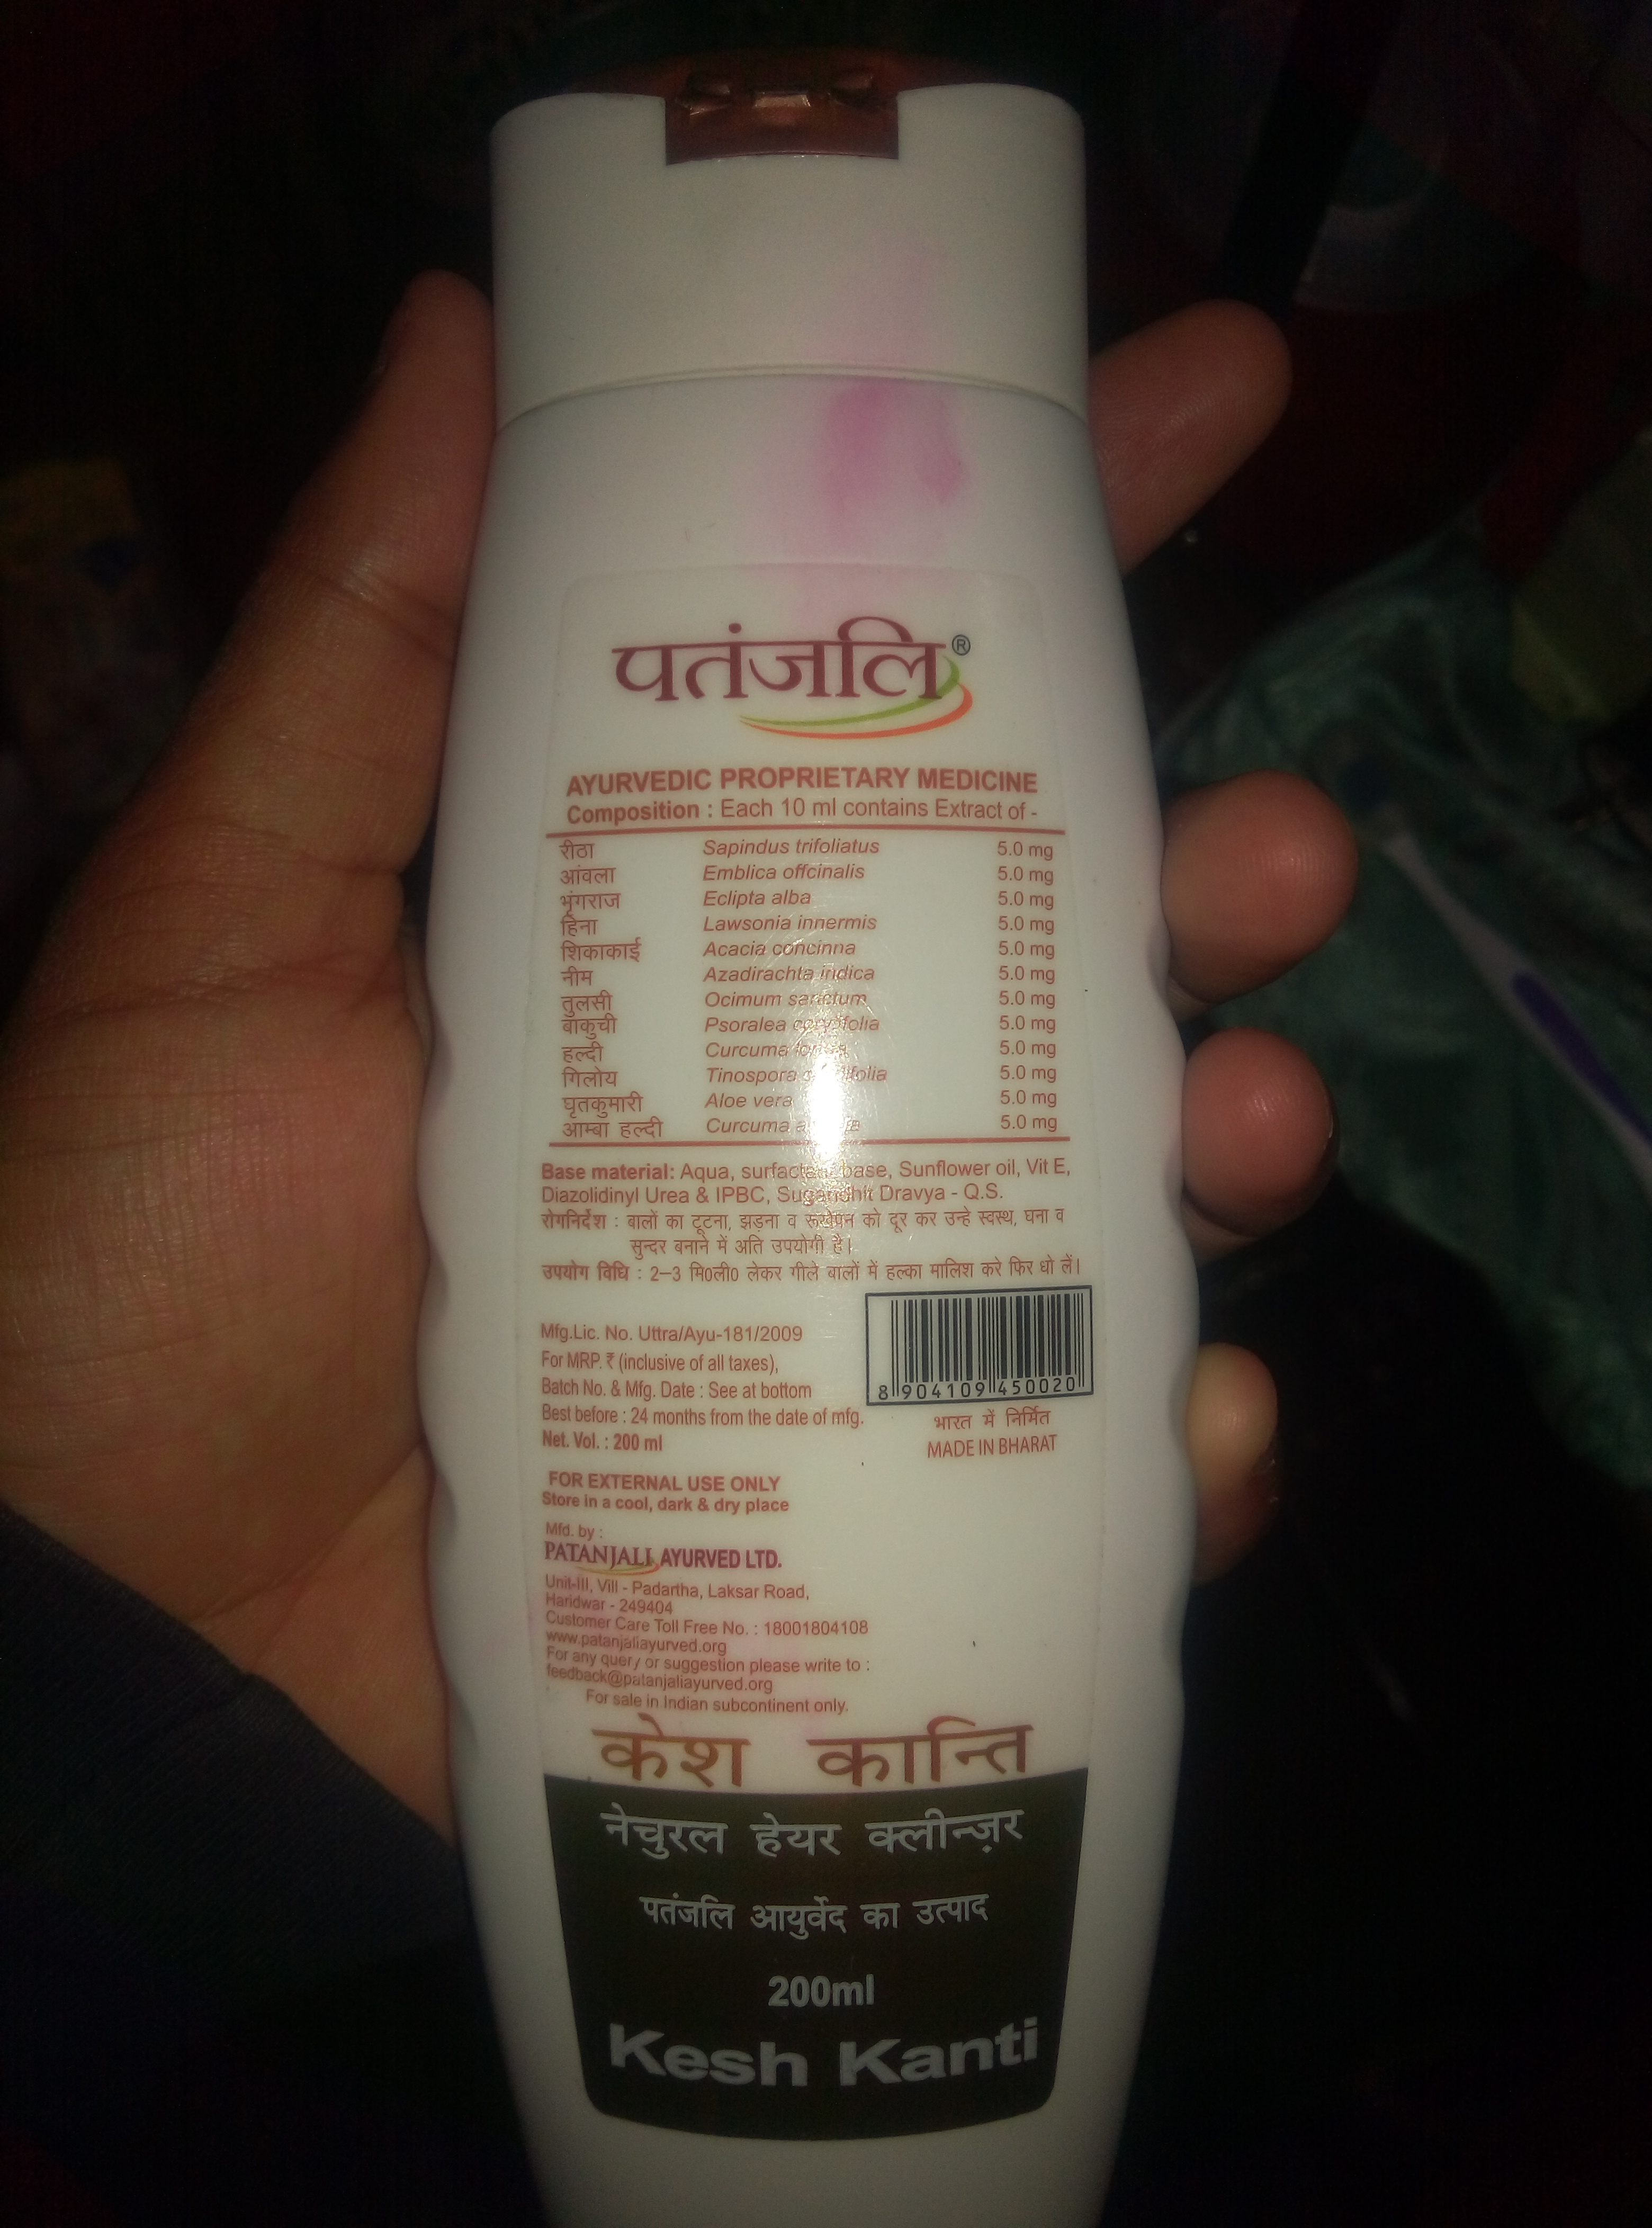 पतंजलि®
AYURVEDIC PROPRIETARY MEDICINE
Composition : Each 10 ml contains Extract of -
रीठा Sapindus trifoliatus 5.0 mg
आंवला Emblica offcinalis 5.0 mg
भृंगराज Eclipta alba 5.0 mg
हिना Lawsonia innermis 5.0 mg
शिकाकाई Acacia concinna 5.0 mg
नीम Azadirachta indica 5.0 mg
तुलसी Ocimum sanctum 5.0 mg
बाकुची Psoralea 5.0 mg
हल्दी Curcuma 5.0 mg
गिलोय Tinospora 5.0 mg
घृतकुमारी Aloe vera 5.0 mg
आम्बा हल्दी Curcuma 5.0 mg
Base material: Aqua, surfactant base, Sunflower oil, Vit E,
Diazolidinyl Urea & IPBC, Sugandhit Dravya - Q.S.
रोगनिर्देश : बालों का टूटना, झड़ना व रूखेपन को दूर कर उन्हे स्वस्थ, घना व
सुन्दर बनाने में अति उपयोगी है।
उपयोग विधि : 2–3 मि0ली0 लेकर गीले बालों में हल्का मालिश करे फिर धो लें।
Mfg.Lic. No. Uttra/Ayu-181/2009
For MRP. ₹ (inclusive of all taxes),
Batch No. & Mfg. Date : See at bottom
Best before : 24 months from the date of mfg.
Net. Vol. : 200 ml
8 904109 450020
भारत में निर्मित
MADE IN BHARAT
FOR EXTERNAL USE ONLY
Store in a cool, dark & dry place
Mfd. by :
PATANJALI AYURVED LTD.
Unit-III, Vill - Padartha, Laksar Road,
Haridwar - 249404
Customer Care Toll Free No. : 18001804108
www.patanjaliayurved.org
For any query or suggestion please write to :
feedback@patanjaliayurved.org
For sale in Indian subcontinent only.
केश कान्ति
नेचुरल हेयर क्लीन्ज़र
पतंजलि आयुर्वेद का उत्पाद
200ml
Kesh Kanti